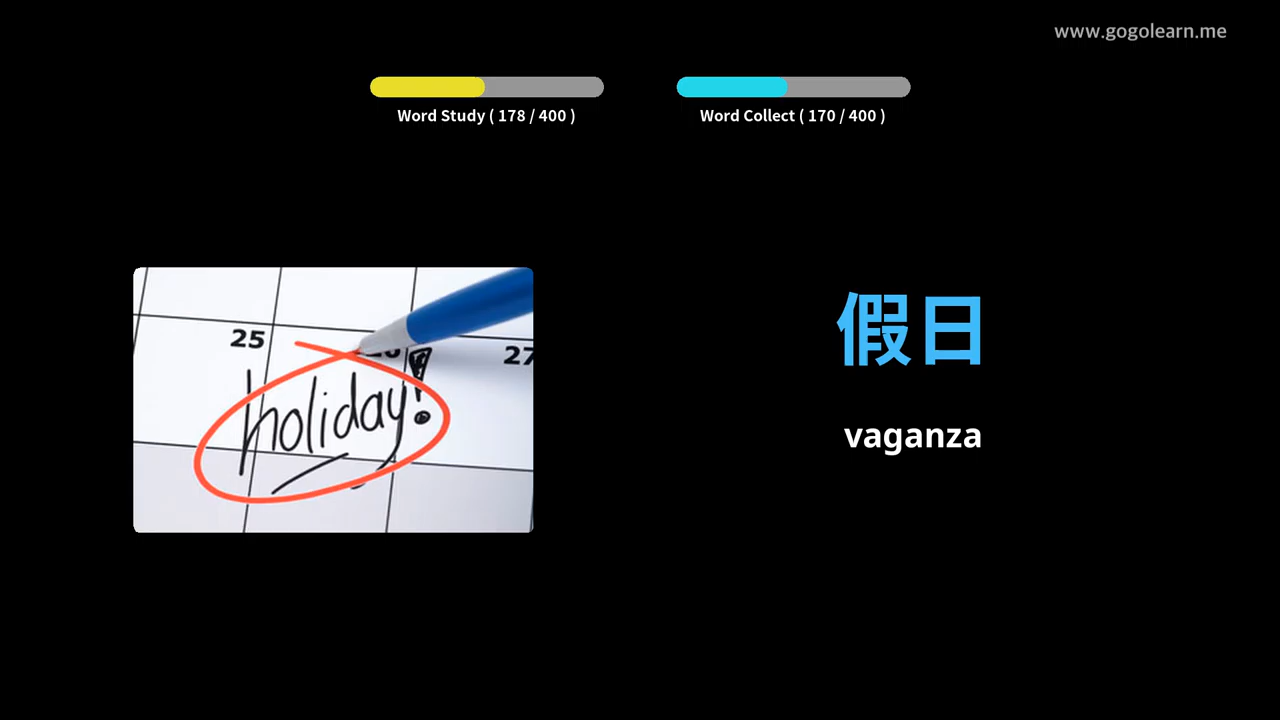 www.gogolearn.me
Word Study ( 178 / 400 )
Word Collect ( 170 / 400 )
25
27
holiday!
假日
vaganza